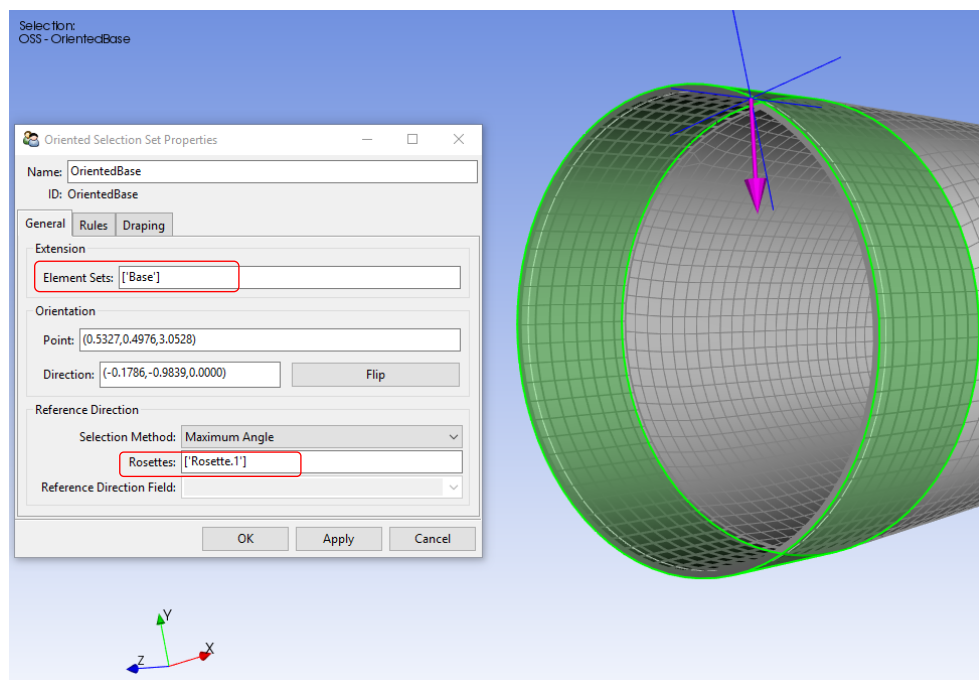 Selection:
OSS - OrientedBase
Oriented Selection Set Properties
Name: OrientedBase
ID: OrientedBase
General Rules Draping
Extension
Element Sets: ['Base']
Orientation
Point: (0.5327,0.4976,3.0528)
Direction: (-0.1786,-0.9839,0.0000) Flip
Reference Direction
Selection Method: Maximum Angle
Rosettes: ['Rosette.1']
Reference Direction Field:
OK Apply Cancel
Y
X
Z